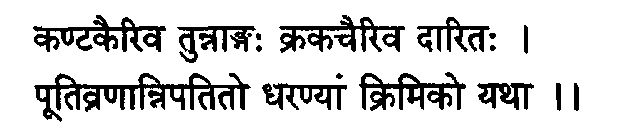 कण्टकैरिव तुन्नाङ्गः क्रकचैरिव दारितः ।
पूतिव्रणान्निपतितो धरण्यां क्रिमिको यथा ।।